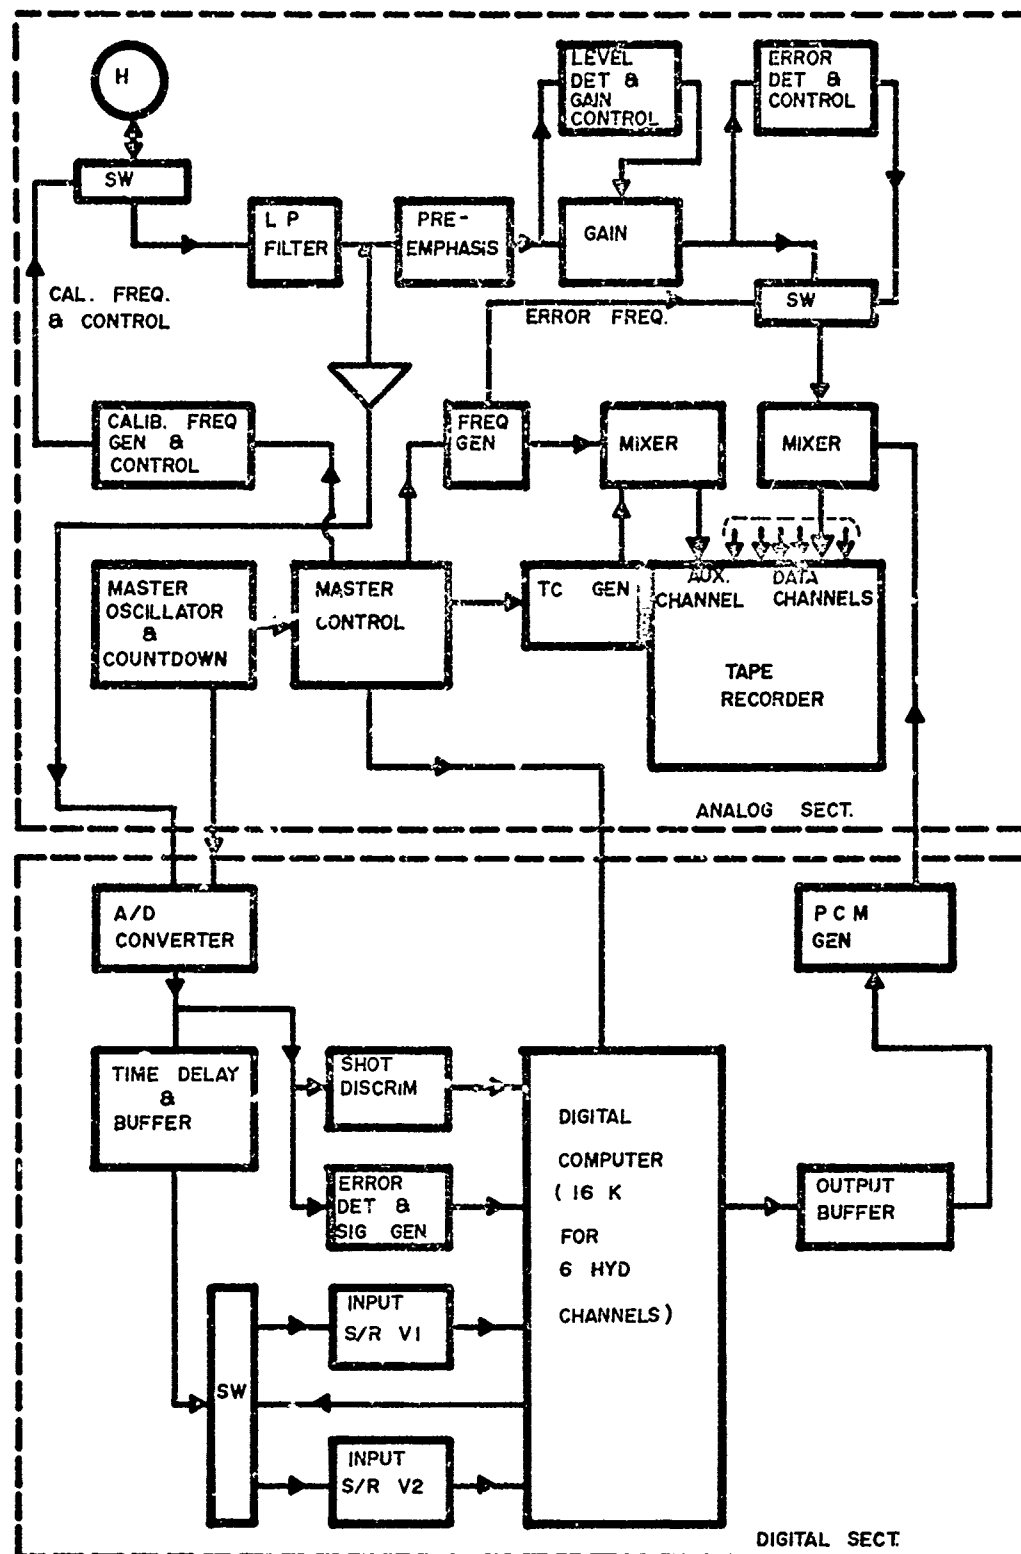 H
SW
CAL. FREQ.
& CONTROL
L P
FILTER
PRE-
EMPHASIS
LEVEL
DET &
GAIN
CONTROL
GAIN
ERROR
DET &
CONTROL
SW
ERROR FREQ.
CALIB. FREQ
GEN &
CONTROL
FREQ
GEN
MIXER
MIXER
MASTER
OSCILLATOR
&
COUNTDOWN
MASTER
CONTROL
TC GEN
AUX.
CHANNEL
DATA
CHANNELS
TAPE
RECORDER
ANALOG SECT.
A/D
CONVERTER
PCM
GEN
TIME DELAY
&
BUFFER
SHOT
DISCRIM
ERROR
DET &
SIG GEN
DIGITAL
COMPUTER
(16 K
FOR
6 HYD
CHANNELS)
OUTPUT
BUFFER
SW
INPUT
S/R V1
INPUT
S/R V2
DIGITAL SECT.